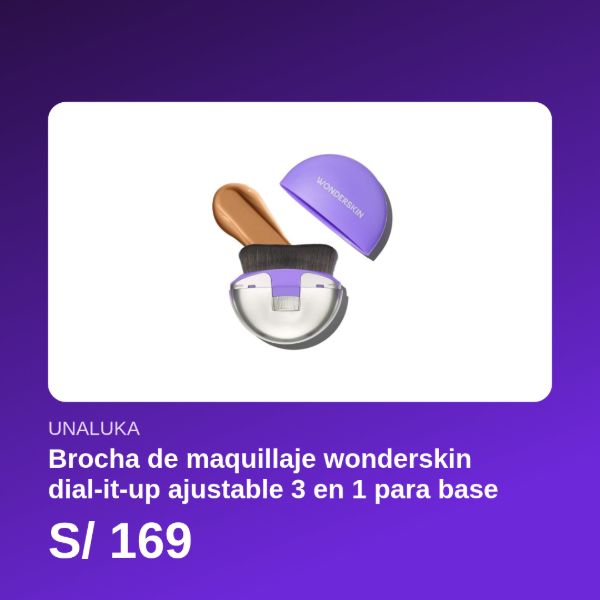 WONDERSKIN
UNALUKA
Brocha de maquillaje wonderskin
dial-it-up ajustable 3 en 1 para base
S/ 169